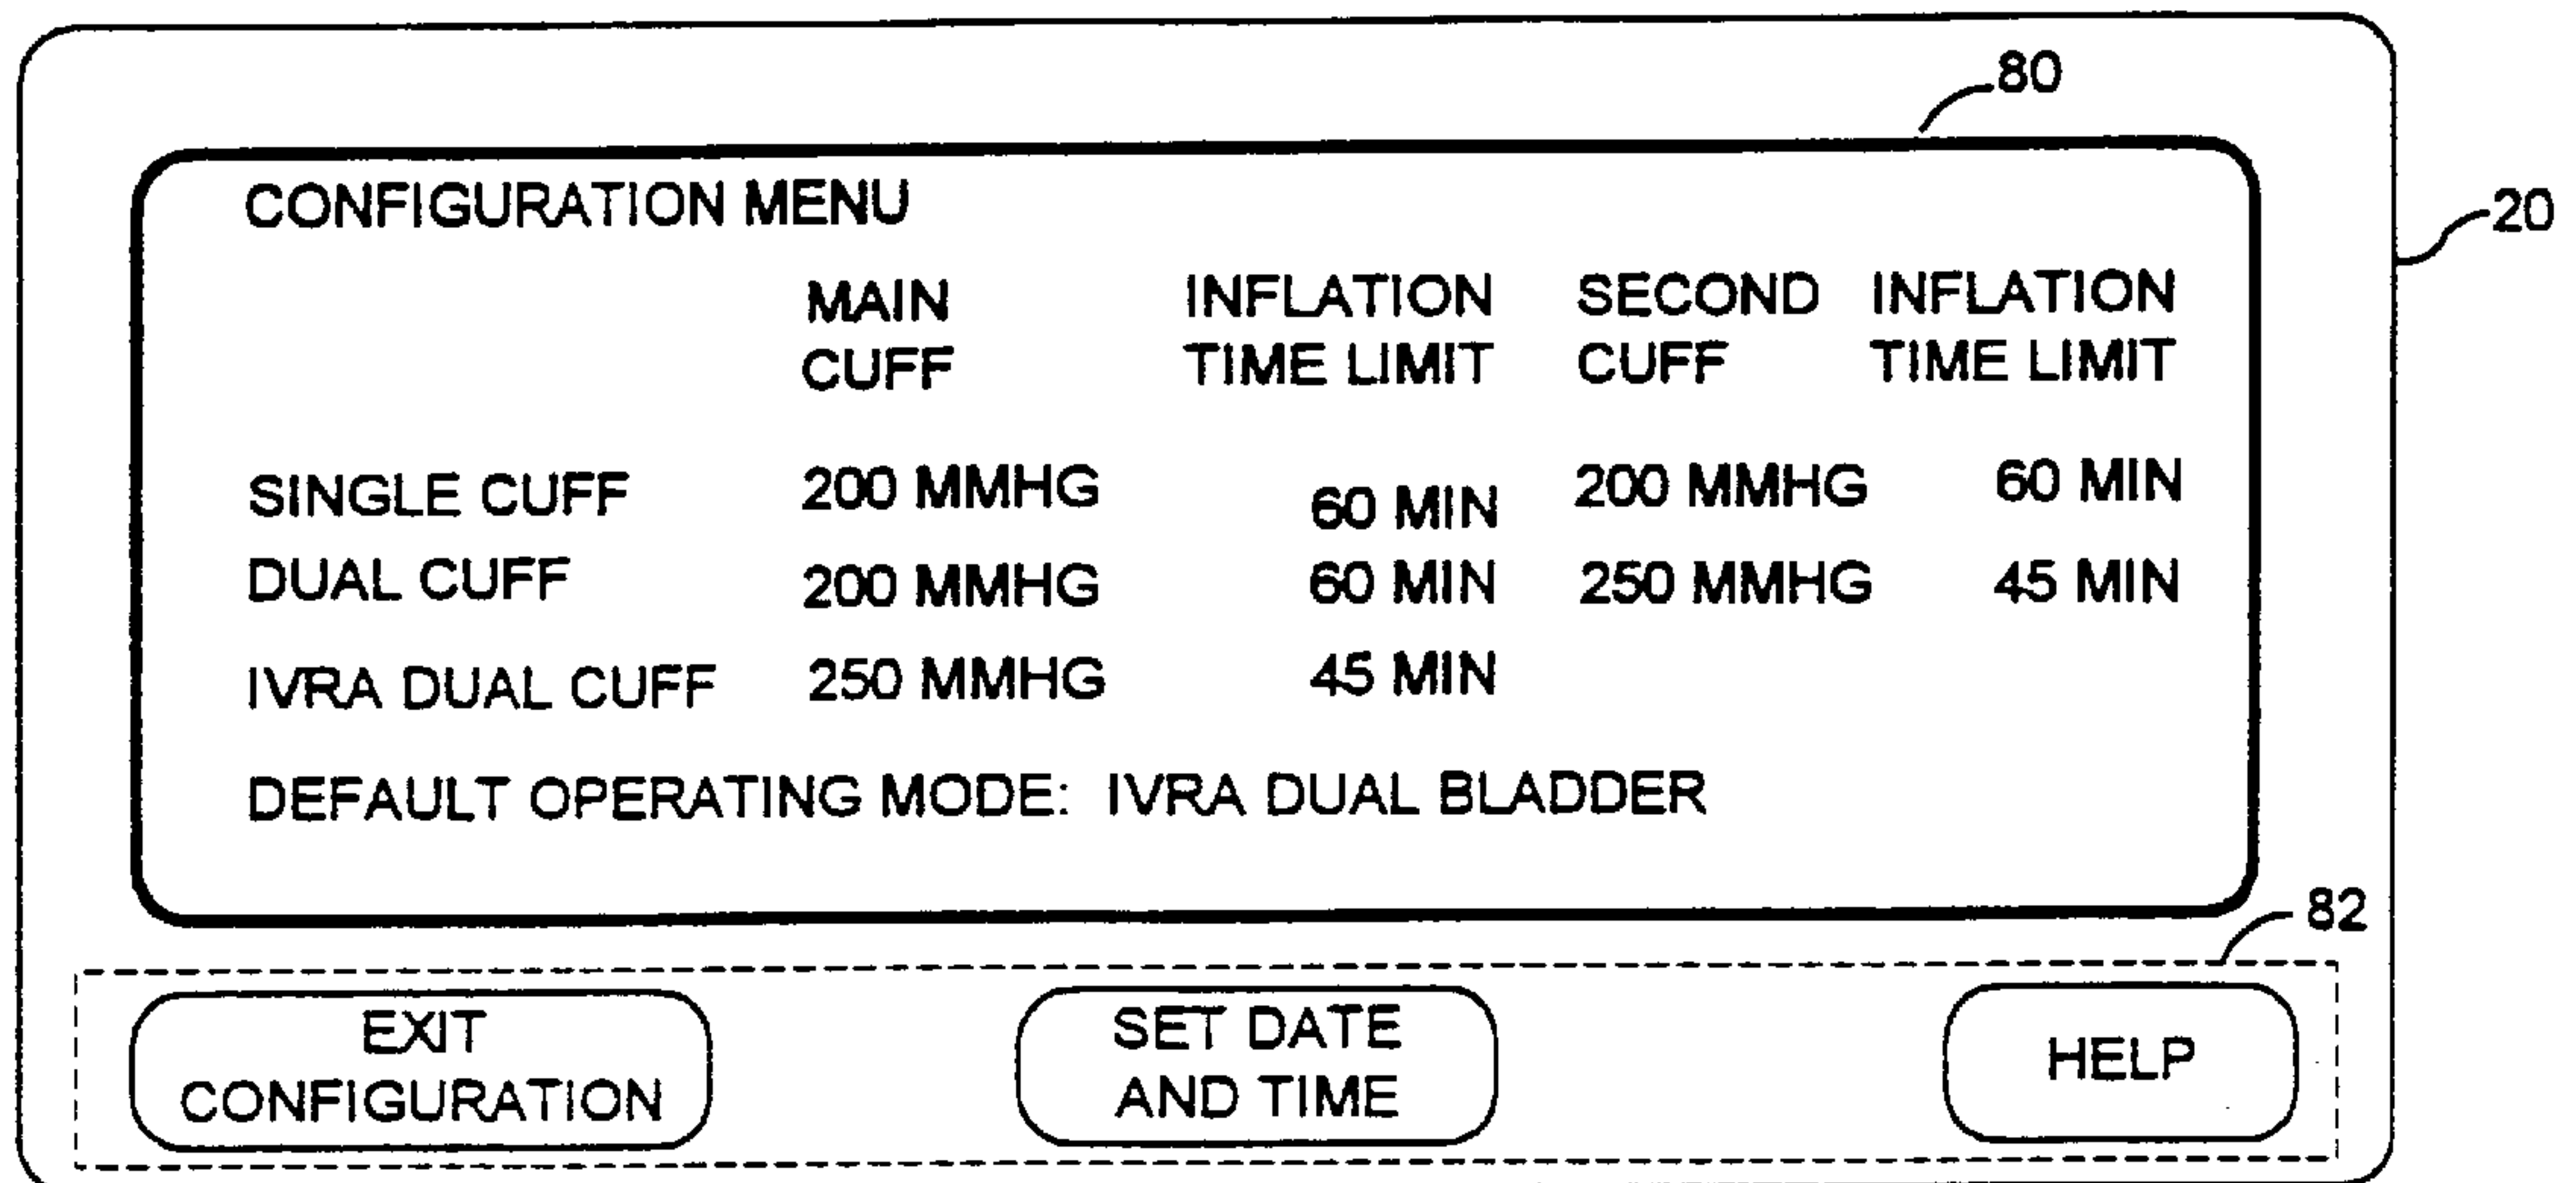 80
CONFIGURATION MENU
20
MAIN INFLATION SECOND INFLATION
CUFF TIME LIMIT CUFF TIME LIMIT
SINGLE CUFF 200 MMHG 60 MIN 200 MMHG 60 MIN
DUAL CUFF 200 MMHG 60 MIN 250 MMHG 45 MIN
IVRA DUAL CUFF 250 MMHG 45 MIN
DEFAULT OPERATING MODE: IVRA DUAL BLADDER
82
EXIT
CONFIGURATION
SET DATE
AND TIME
HELP